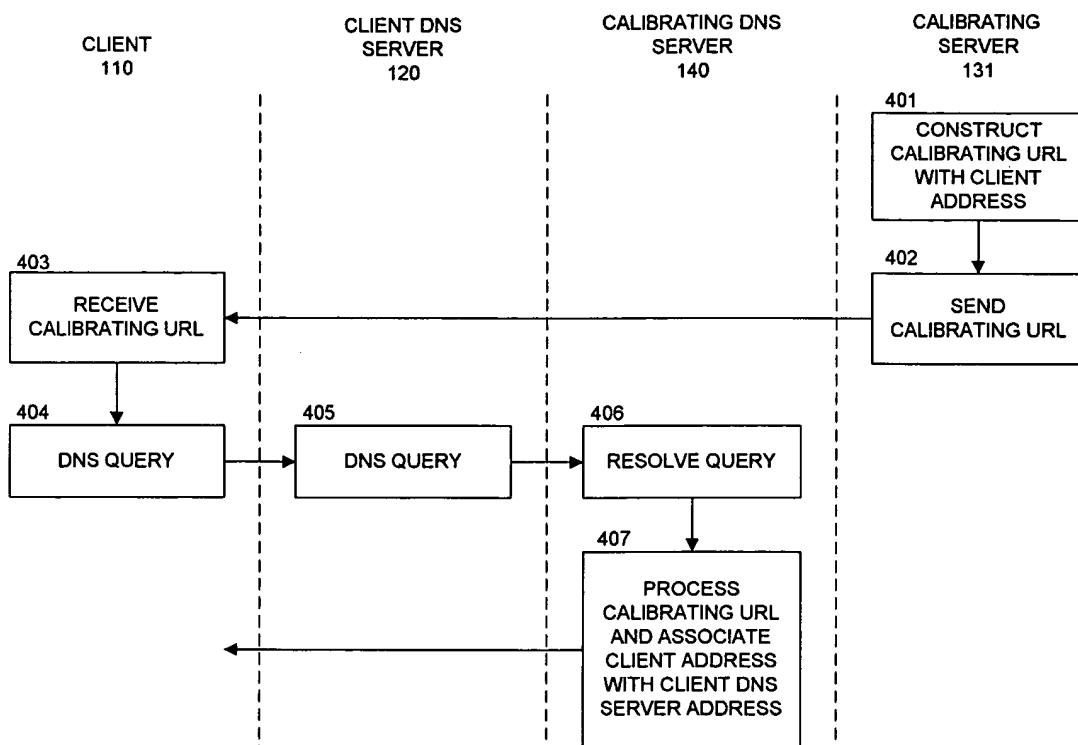 CLIENT
110
CLIENT DNS
SERVER
120
CALIBRATING DNS
SERVER
140
CALIBRATING
SERVER
131
401
CONSTRUCT
CALIBRATING URL
WITH CLIENT
ADDRESS
402
SEND
CALIBRATING URL
403
RECEIVE
CALIBRATING URL
404
DNS QUERY
405
DNS QUERY
406
RESOLVE QUERY
407
PROCESS
CALIBRATING URL
AND ASSOCIATE
CLIENT ADDRESS
WITH CLIENT DNS
SERVER ADDRESS